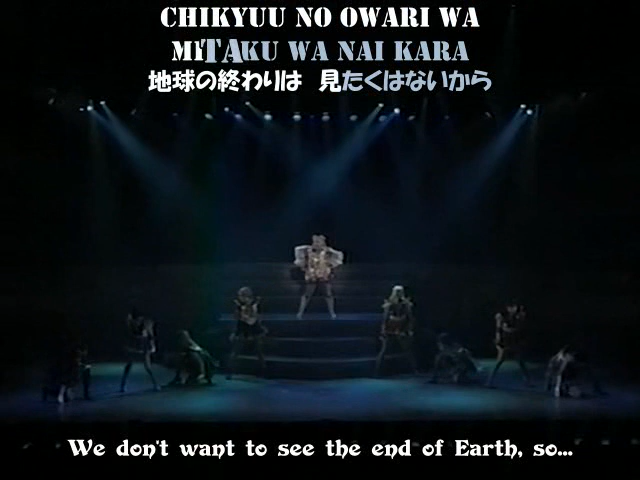 CHIKYUU NO OWARI WA
MITAKU WA NAI KARA
地球の終わりは 見たくはないから
We don't want to see the end of Earth, so...